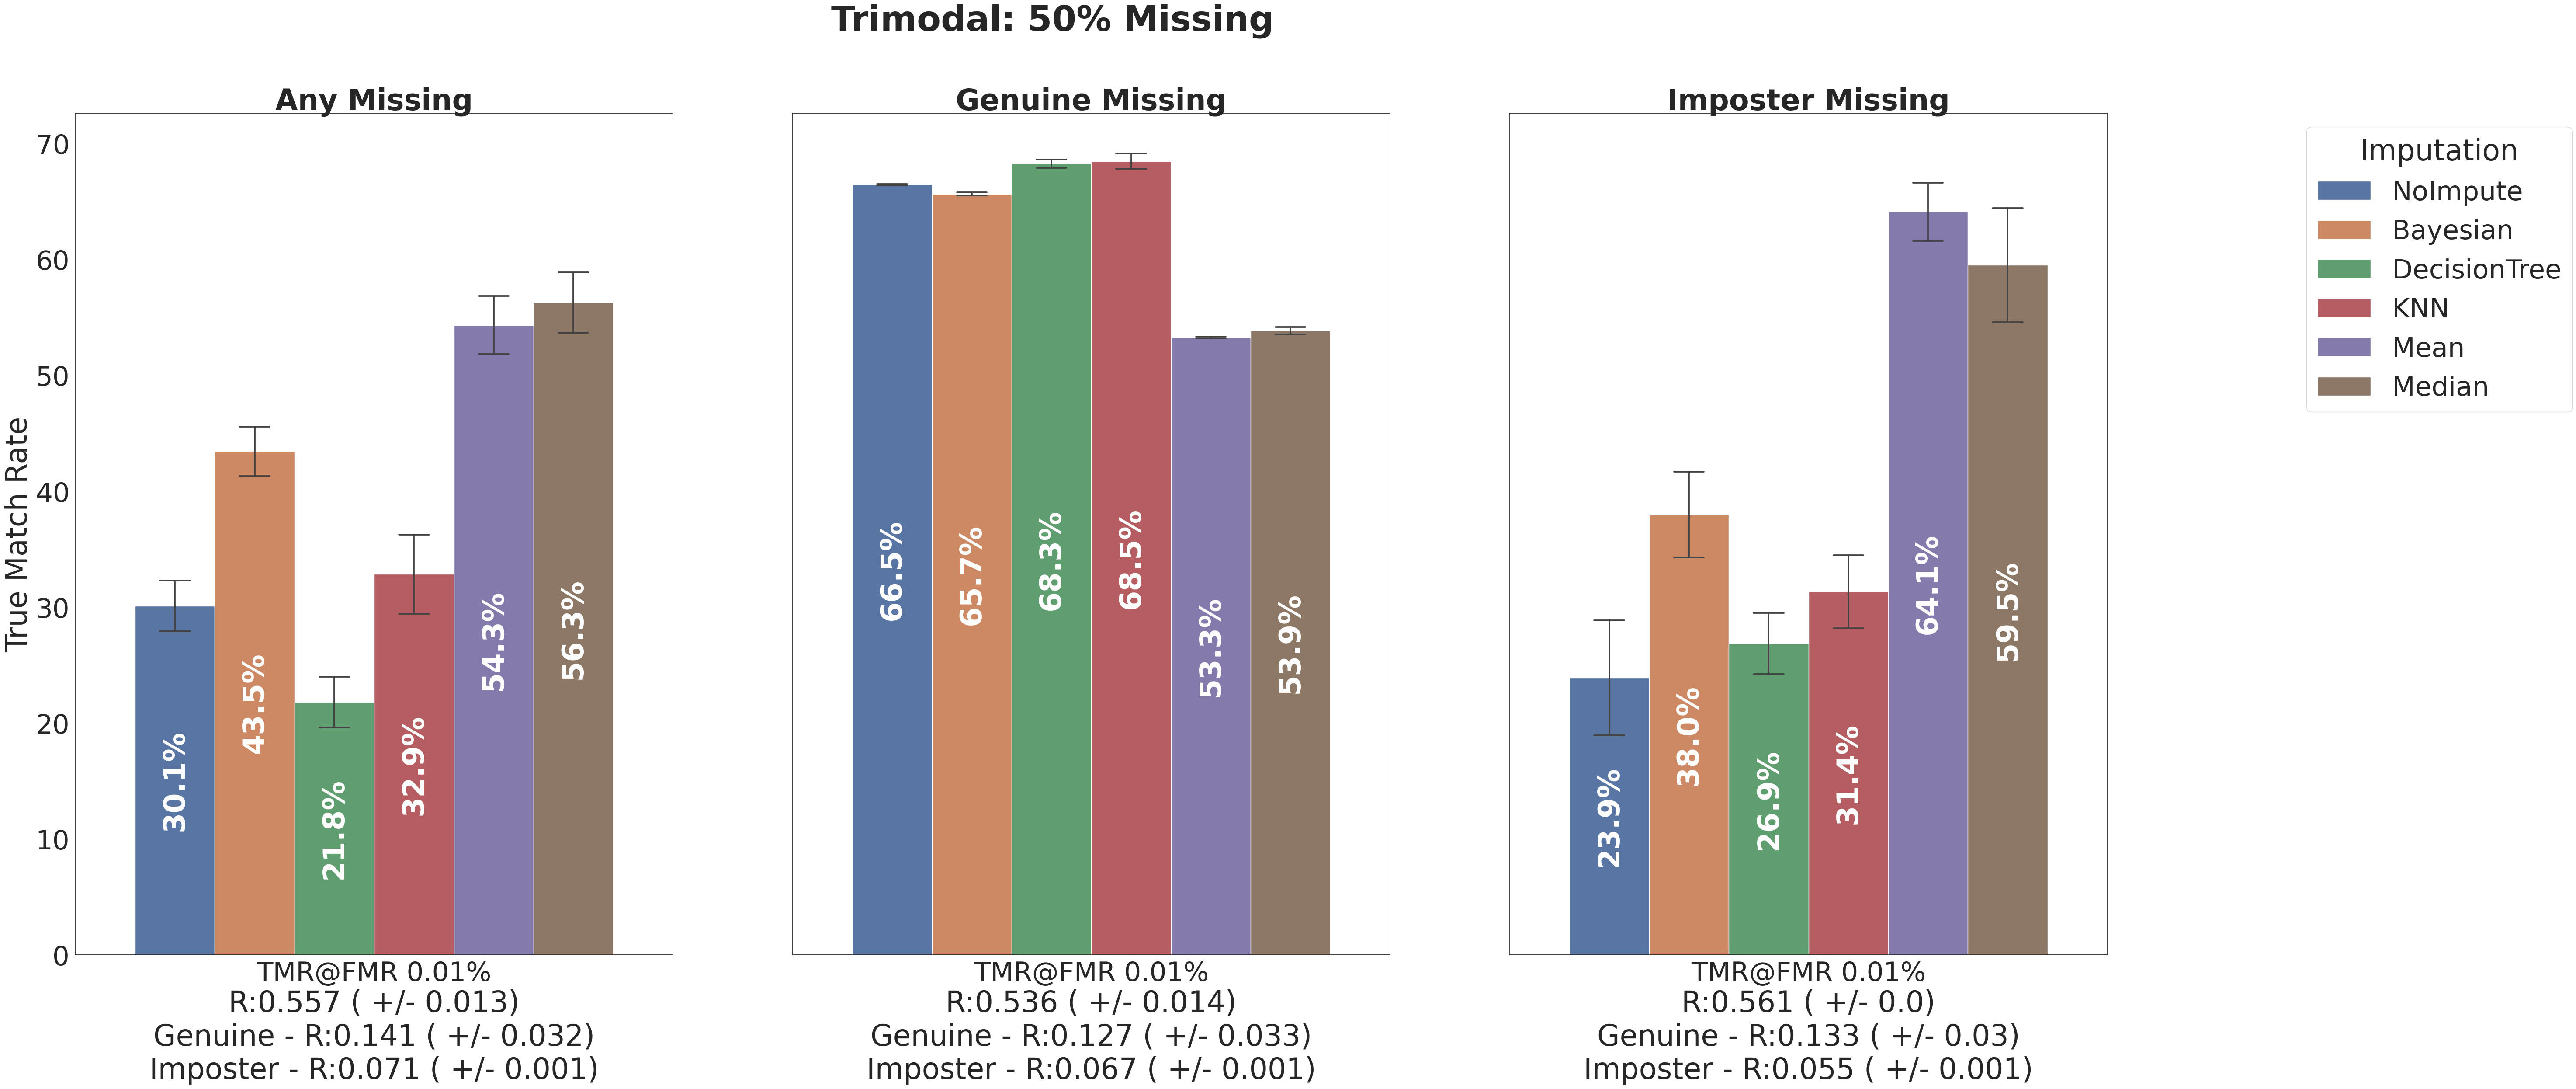 Trimodal: 50% Missing
Any Missing
True Match Rate
70
60
50
40
30
20
10
0
30.1%
43.5%
21.8%
32.9%
54.3%
56.3%
TMR@FMR 0.01%
R:0.557 ( +/- 0.013)
Genuine - R:0.141 ( +/- 0.032)
Imposter - R:0.071 ( +/- 0.001)
Genuine Missing
66.5%
65.7%
68.3%
68.5%
53.3%
53.9%
TMR@FMR 0.01%
R:0.536 ( +/- 0.014)
Genuine - R:0.127 ( +/- 0.033)
Imposter - R:0.067 ( +/- 0.001)
Imposter Missing
23.9%
38.0%
26.9%
31.4%
64.1%
59.5%
TMR@FMR 0.01%
R:0.561 ( +/- 0.0)
Genuine - R:0.133 ( +/- 0.03)
Imposter - R:0.055 ( +/- 0.001)
Imputation
NoImpute
Bayesian
DecisionTree
KNN
Mean
Median